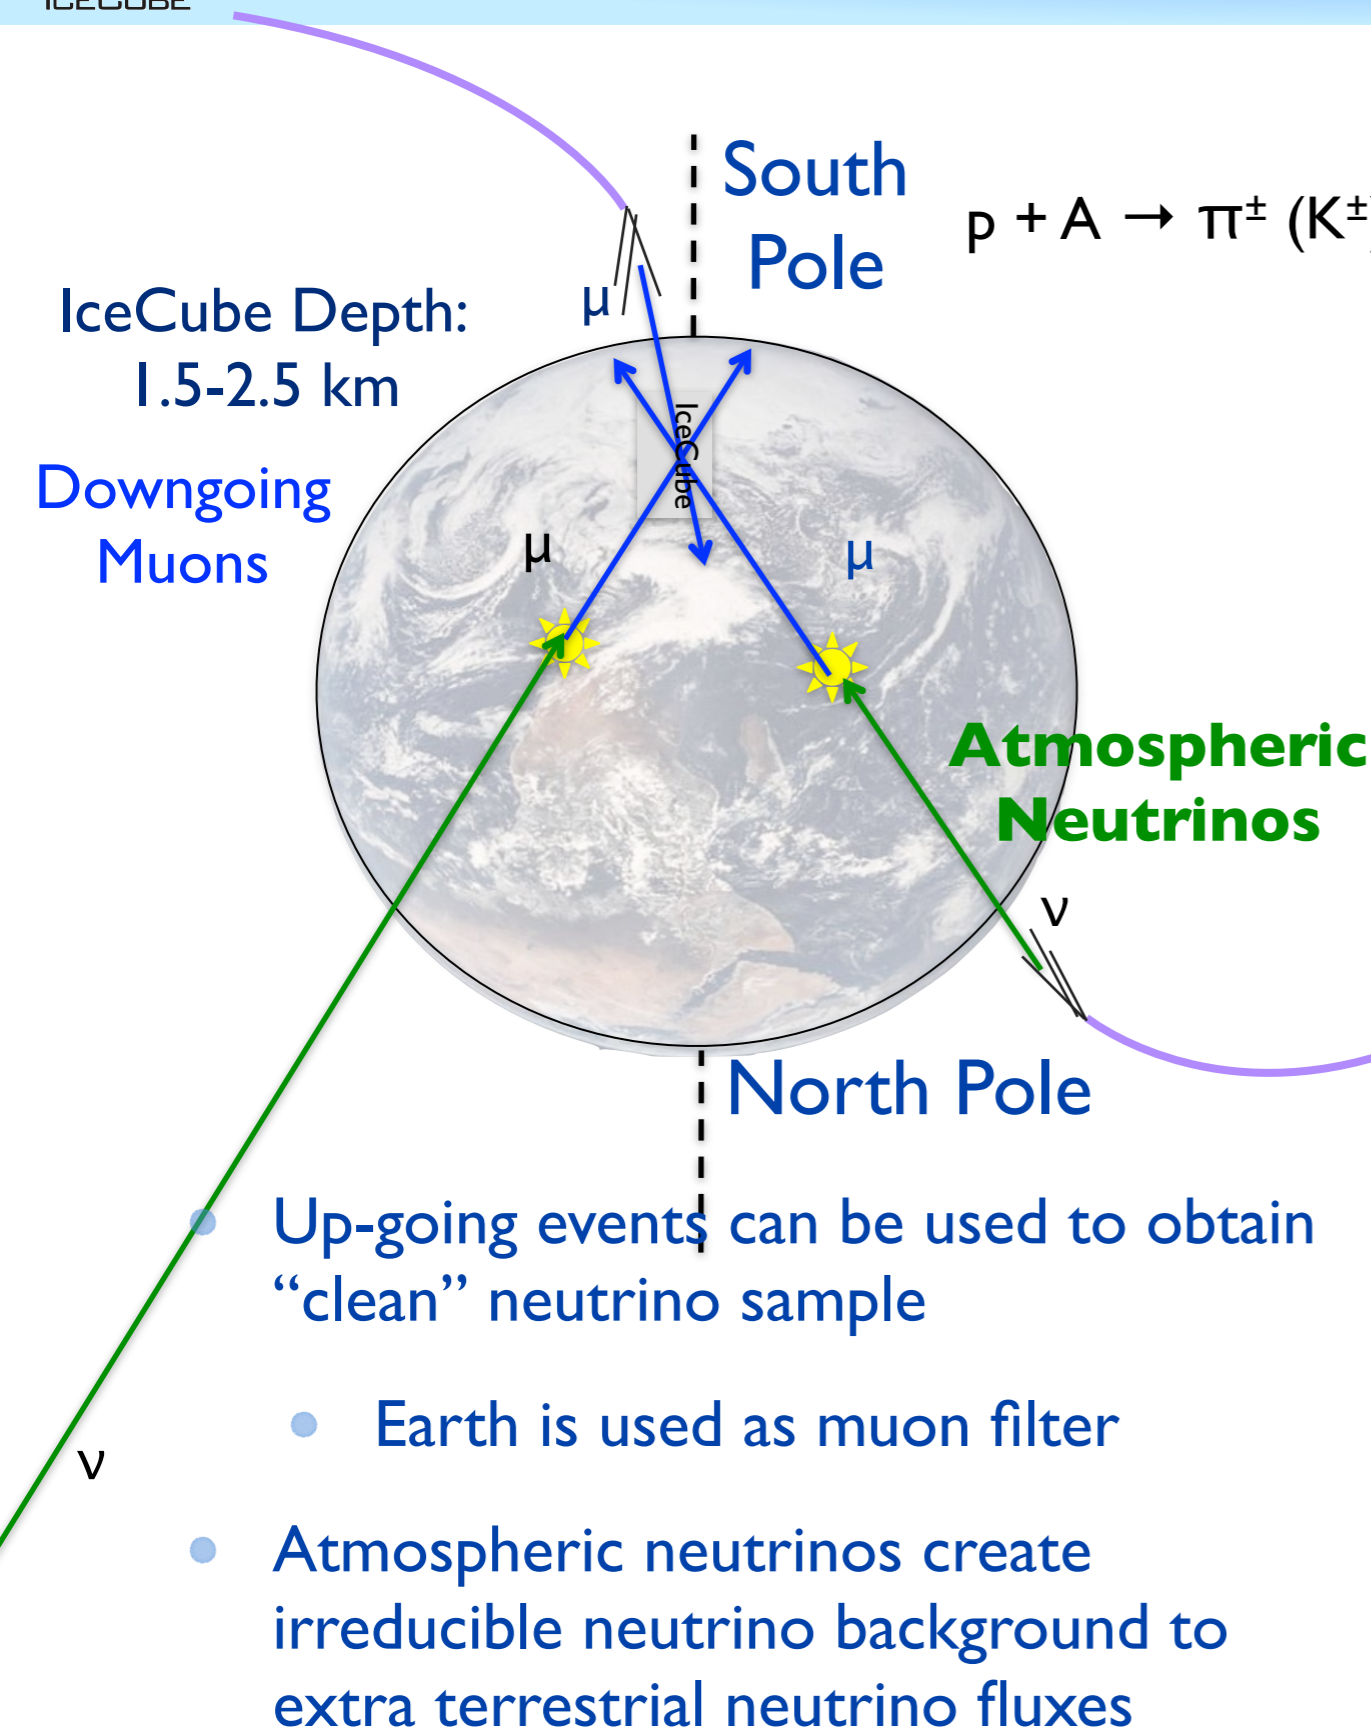 ICECUBE
South
Pole
p + A → π± (K±)
μ
IceCube Depth:
1.5-2.5 km
IceCube
Downgoing
Muons
μ
μ
Atmospheric
Neutrinos
ν
North Pole
Up-going events can be used to obtain
“clean” neutrino sample
Earth is used as muon filter
ν
Atmospheric neutrinos create
irreducible neutrino background to
extra terrestrial neutrino fluxes